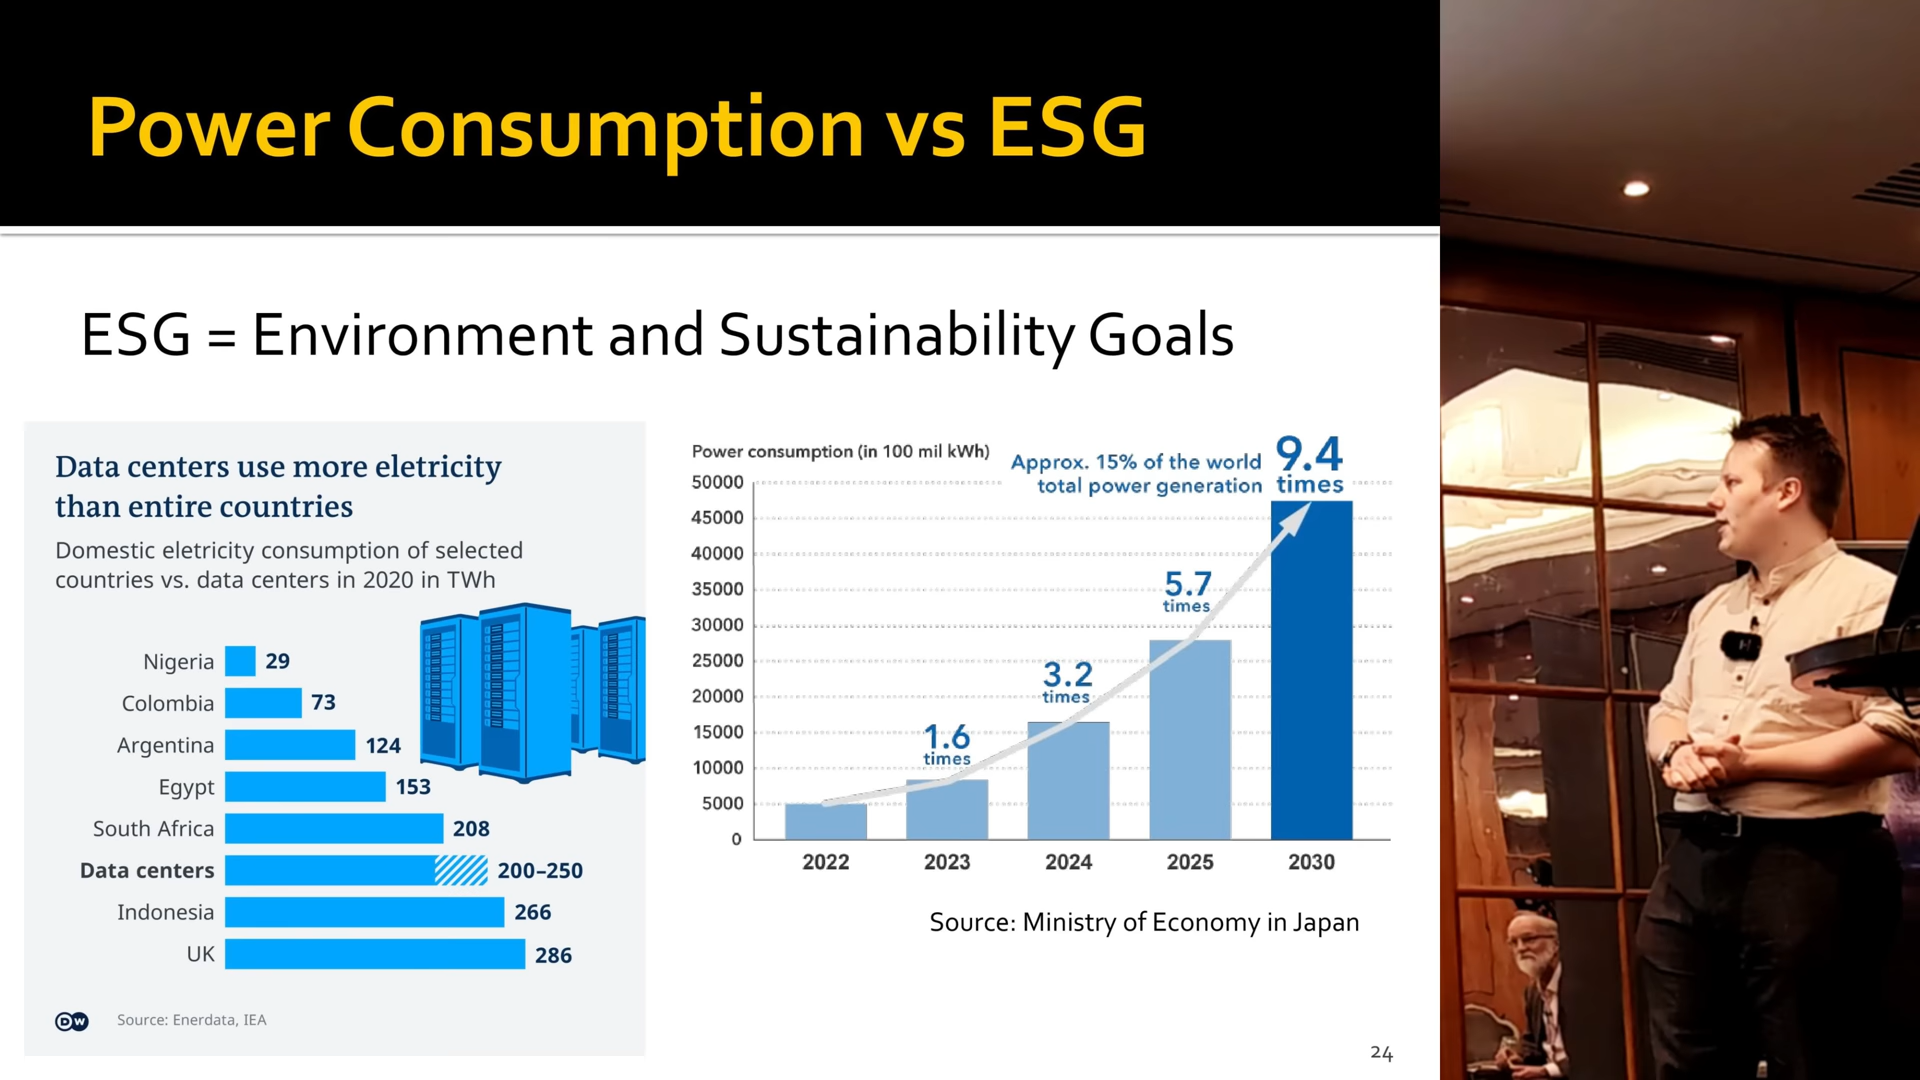 Power Consumption vs ESG
ESG = Environment and Sustainability Goals
Data centers use more eletricity
than entire countries
Domestic eletricity consumption of selected
countries vs. data centers in 2020 in TWh
Nigeria 29
Colombia 73
Argentina 124
Egypt 153
South Africa 208
Data centers 200–250
Indonesia 266
UK 286
DW Source: Enerdata, IEA
Power consumption (in 100 mil kWh)
Approx. 15% of the world
total power generation
9.4
times
5.7
times
3.2
times
1.6
times
50000
45000
40000
35000
30000
25000
20000
15000
10000
5000
0
2022 2023 2024 2025 2030
Source: Ministry of Economy in Japan
24